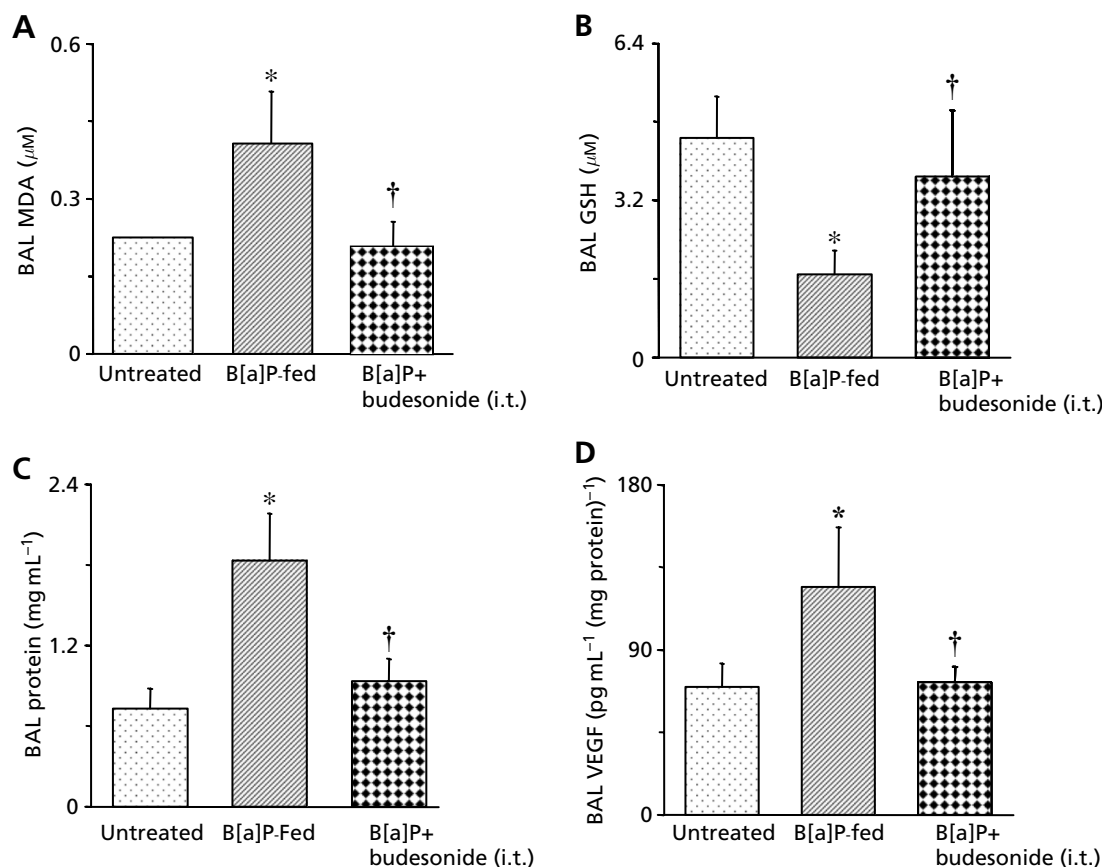 A
BAL MDA (μM)
0.6
0.3
0
*
†
Untreated
B[a]P-fed
B[a]P+
budesonide (i.t.)
B
BAL GSH (μM)
6.4
3.2
0
*
†
Untreated
B[a]P-fed
B[a]P+
budesonide (i.t.)
C
BAL protein (mg mL⁻¹)
2.4
1.2
0
*
†
Untreated
B[a]P-Fed
B[a]P+
budesonide (i.t.)
D
BAL VEGF (pg mL⁻¹ (mg protein)⁻¹)
180
90
0
*
†
Untreated
B[a]P-fed
B[a]P+
budesonide (i.t.)